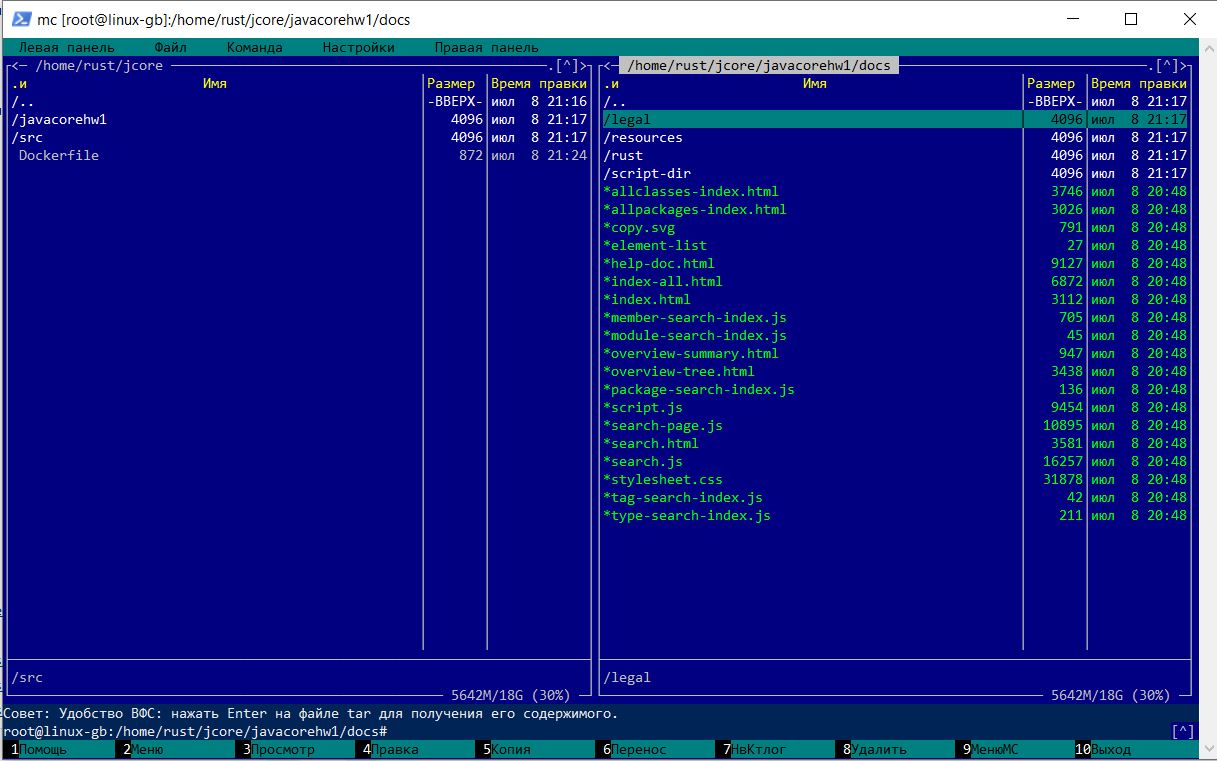 mc [root@linux-gb]:/home/rust/jcore/javacorehw1/docs
Левая панель Файл Команда Настройки Правая панель
<- /home/rust/jcore .[^]>
.и Имя Размер Время правки
/.. -ВВЕРХ- июл 8 21:16
/javacorehw1 4096 июл 8 21:17
/src 4096 июл 8 21:17
Dockerfile 872 июл 8 21:24
/src
5642M/18G (30%)
<- /home/rust/jcore/javacorehw1/docs .[^]>
.и Имя Размер Время правки
/.. -ВВЕРХ- июл 8 21:17
/legal 4096 июл 8 21:17
/resources 4096 июл 8 21:17
/rust 4096 июл 8 21:17
/script-dir 4096 июл 8 21:17
*allclasses-index.html 3746 июл 8 20:48
*allpackages-index.html 3026 июл 8 20:48
*copy.svg 791 июл 8 20:48
*element-list 27 июл 8 20:48
*help-doc.html 9127 июл 8 20:48
*index-all.html 6872 июл 8 20:48
*index.html 3112 июл 8 20:48
*member-search-index.js 705 июл 8 20:48
*module-search-index.js 45 июл 8 20:48
*overview-summary.html 947 июл 8 20:48
*overview-tree.html 3438 июл 8 20:48
*package-search-index.js 136 июл 8 20:48
*script.js 9454 июл 8 20:48
*search-page.js 10895 июл 8 20:48
*search.html 3581 июл 8 20:48
*search.js 16257 июл 8 20:48
*stylesheet.css 31878 июл 8 20:48
*tag-search-index.js 42 июл 8 20:48
*type-search-index.js 211 июл 8 20:48
/legal
5642M/18G (30%)
Совет: Удобство ВФС: нажать Enter на файле tar для получения его содержимого.
root@linux-gb:/home/rust/jcore/javacorehw1/docs# [^]
1Помощь 2Меню 3Просмотр 4Правка 5Копия 6Перенос 7НвКтлог 8Удалить 9МенюМС 10Выход